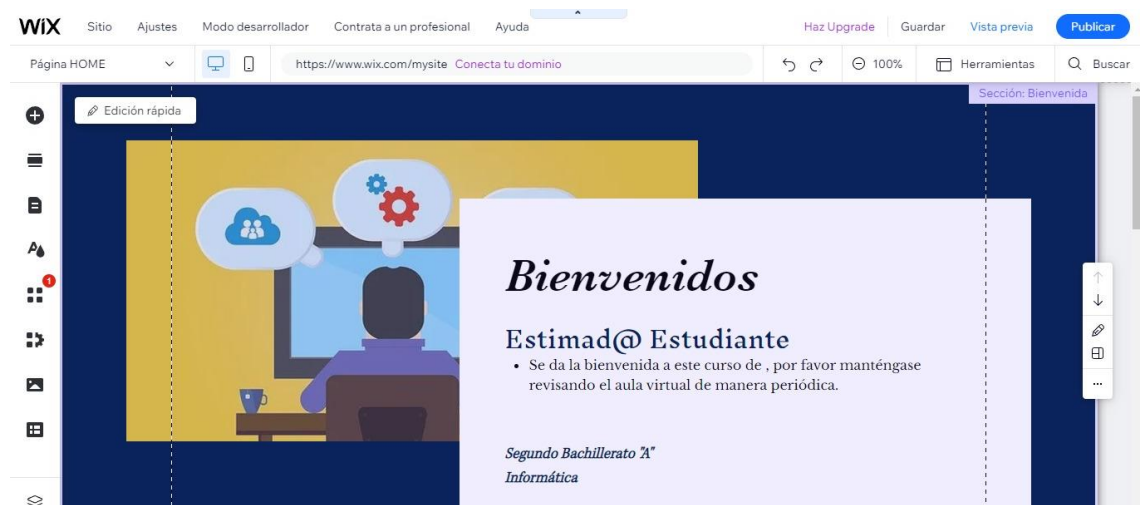 WiX Sitio Ajustes Modo desarrollador Contrata a un profesional Ayuda Haz Upgrade Guardar Vista previa Publicar
Página HOME https://www.wix.com/mysite Conecta tu dominio 100% Herramientas Buscar
Sección: Bienvenida
Edición rápida
1
Bienvenidos
Estimad@ Estudiante
• Se da la bienvenida a este curso de , por favor manténgase
revisando el aula virtual de manera periódica.
Segundo Bachillerato "A"
Informática